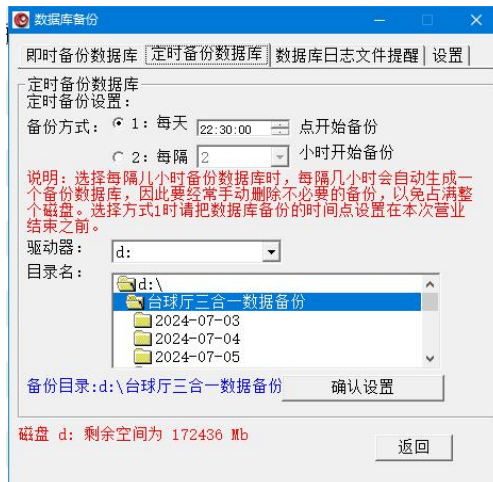 数据库备份
即时备份数据库 定时备份数据库 数据库日志文件提醒 设置
定时备份数据库
定时备份设置：
备份方式： 1：每天 22:30:00 点开始备份
2：每隔 2 小时开始备份
说明：选择每隔几小时备份数据库时，每隔几小时会自动生成一
个备份数据库，因此要经常手动删除不必要的备份，以免占满整
个磁盘。选择方式1时请把数据库备份的时间点设置在本次营业
结束之前。
驱动器： d:
目录名：
d:\
台球厅三合一数据备份
2024-07-03
2024-07-04
2024-07-05
备份目录:d:\台球厅三合一数据备份 确认设置
磁盘 d: 剩余空间为 172436 Mb
返回